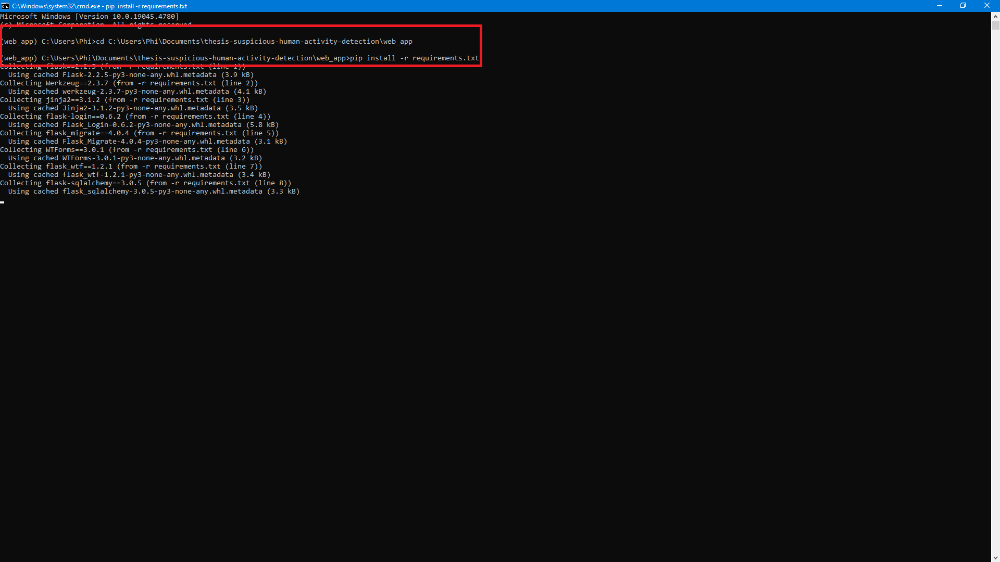 C:\Windows\system32\cmd.exe - pip  install -r requirements.txt
Microsoft Windows [Version 10.0.19045.4780]
(c) Microsoft Corporation. All rights reserved.
(web_app) C:\Users\Phi>cd C:\Users\Phi\Documents\thesis-suspicious-human-activity-detection\web_app
(web_app) C:\Users\Phi\Documents\thesis-suspicious-human-activity-detection\web_app>pip install -r requirements.txt
Collecting flask==2.2.5 (from -r requirements.txt (line 1))
  Using cached Flask-2.2.5-py3-none-any.whl.metadata (3.9 kB)
Collecting Werkzeug==2.3.7 (from -r requirements.txt (line 2))
  Using cached werkzeug-2.3.7-py3-none-any.whl.metadata (4.1 kB)
Collecting jinja2==3.1.2 (from -r requirements.txt (line 3))
  Using cached Jinja2-3.1.2-py3-none-any.whl.metadata (3.5 kB)
Collecting flask-login==0.6.2 (from -r requirements.txt (line 4))
  Using cached Flask_Login-0.6.2-py3-none-any.whl.metadata (5.8 kB)
Collecting flask_migrate==4.0.4 (from -r requirements.txt (line 5))
  Using cached Flask_Migrate-4.0.4-py3-none-any.whl.metadata (3.1 kB)
Collecting WTForms==3.0.1 (from -r requirements.txt (line 6))
  Using cached WTForms-3.0.1-py3-none-any.whl.metadata (3.2 kB)
Collecting flask_wtf==1.2.1 (from -r requirements.txt (line 7))
  Using cached flask_wtf-1.2.1-py3-none-any.whl.metadata (3.4 kB)
Collecting flask-sqlalchemy==3.0.5 (from -r requirements.txt (line 8))
  Using cached flask_sqlalchemy-3.0.5-py3-none-any.whl.metadata (3.3 kB)